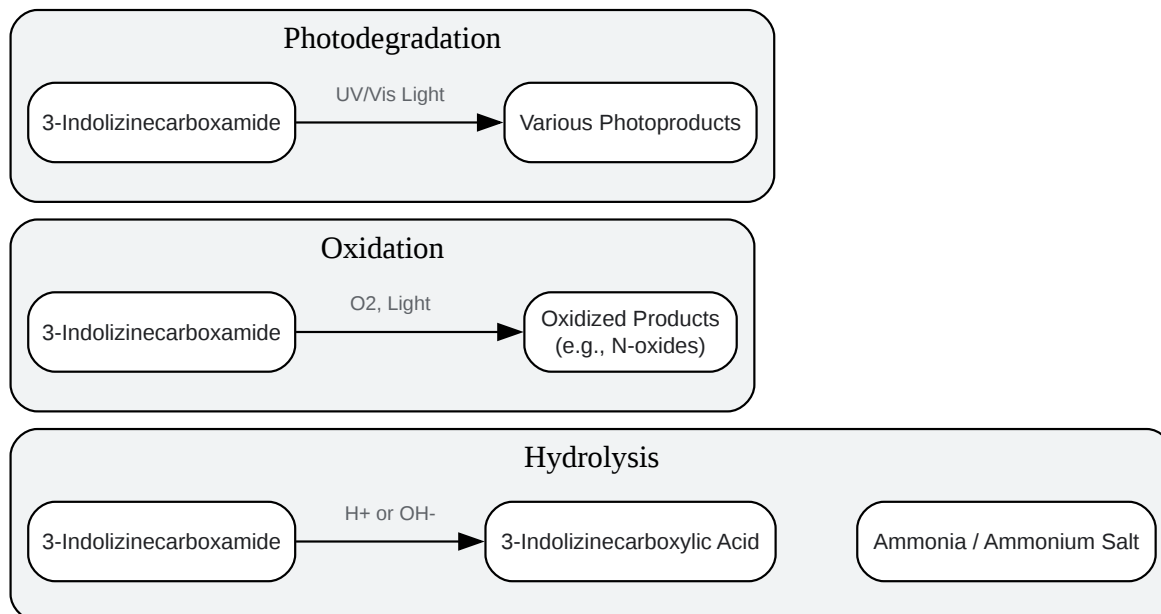 Photodegradation
UV/Vis Light
3-Indolizinecarboxamide
Various Photoproducts
Oxidation
O2, Light
3-Indolizinecarboxamide
Oxidized Products
(e.g., N-oxides)
Hydrolysis
H+ or OH-
3-Indolizinecarboxamide
3-Indolizinecarboxylic Acid
Ammonia / Ammonium Salt